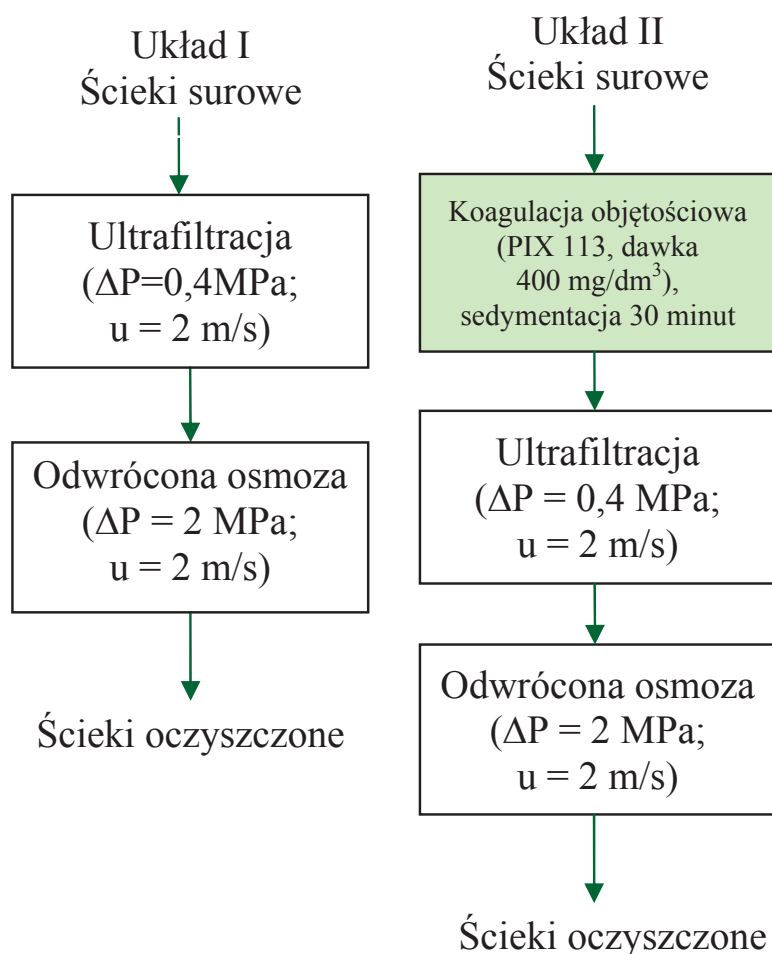 Układ I
Ścieki surowe
Ultrafiltracja
(ΔP=0,4MPa;
u = 2 m/s)
Odwrócona osmoza
(ΔP = 2 MPa;
u = 2 m/s)
Ścieki oczyszczone
Układ II
Ścieki surowe
Koagulacja objętościowa
(PIX 113, dawka
400 mg/dm³),
sedymentacja 30 minut
Ultrafiltracja
(ΔP = 0,4 MPa;
u = 2 m/s)
Odwrócona osmoza
(ΔP = 2 MPa;
u = 2 m/s)
Ścieki oczyszczone